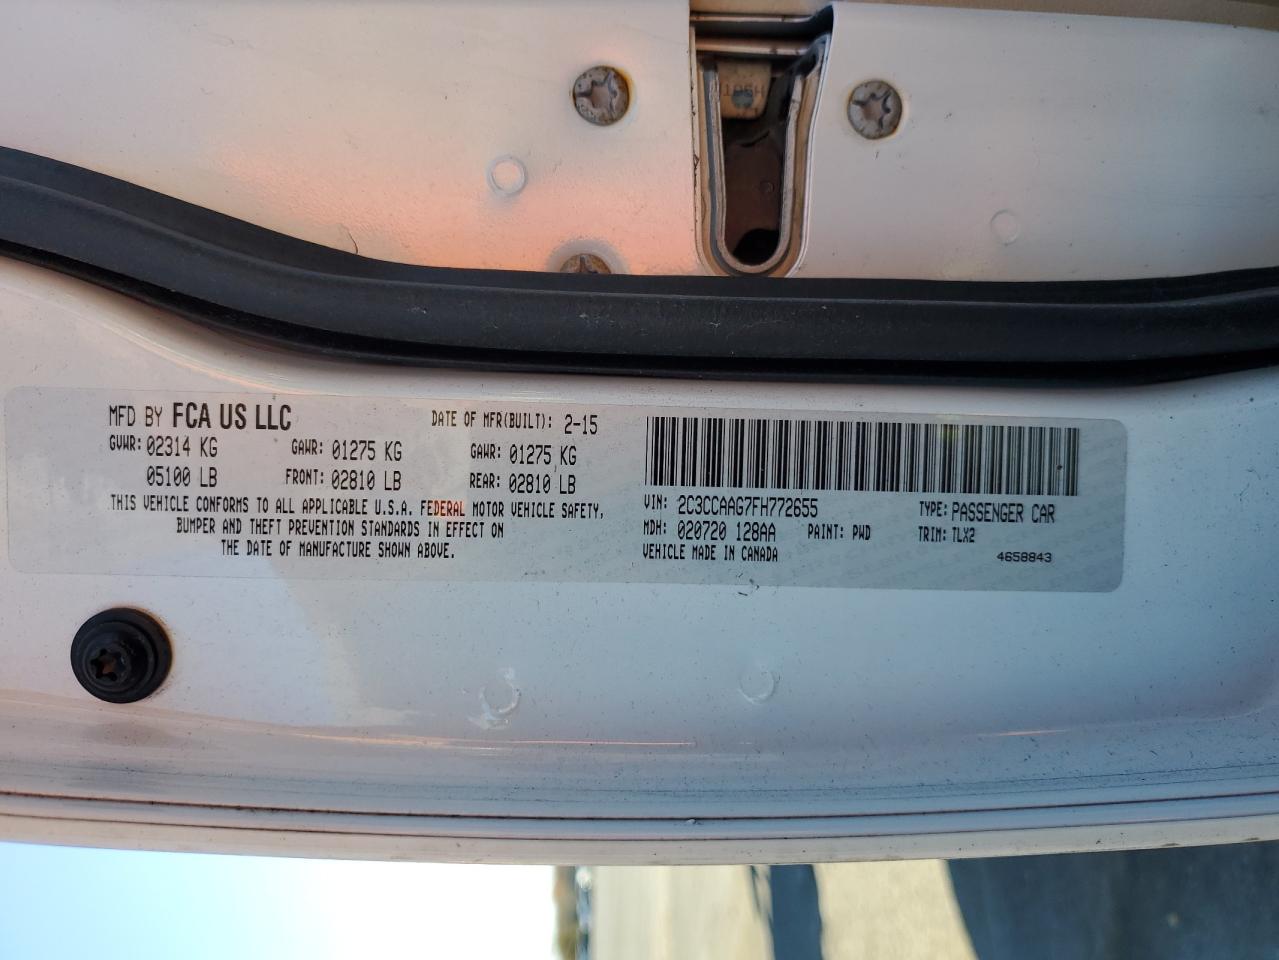 MFD BY FCA US LLC DATE OF MFR(BUILT): 2-15
GVWR: 02314 KG GAWR: 01275 KG GAWR: 01275 KG
05100 LB FRONT: 02810 LB REAR: 02810 LB
THIS VEHICLE CONFORMS TO ALL APPLICABLE U.S.A. FEDERAL MOTOR VEHICLE SAFETY,
BUMPER AND THEFT PREVENTION STANDARDS IN EFFECT ON
THE DATE OF MANUFACTURE SHOWN ABOVE.
VIN: 2C3CCAAG7FH772655 TYPE: PASSENGER CAR
MDH: 020720 128AA PAINT: PWD TRIM: TLX2
VEHICLE MADE IN CANADA 4658843